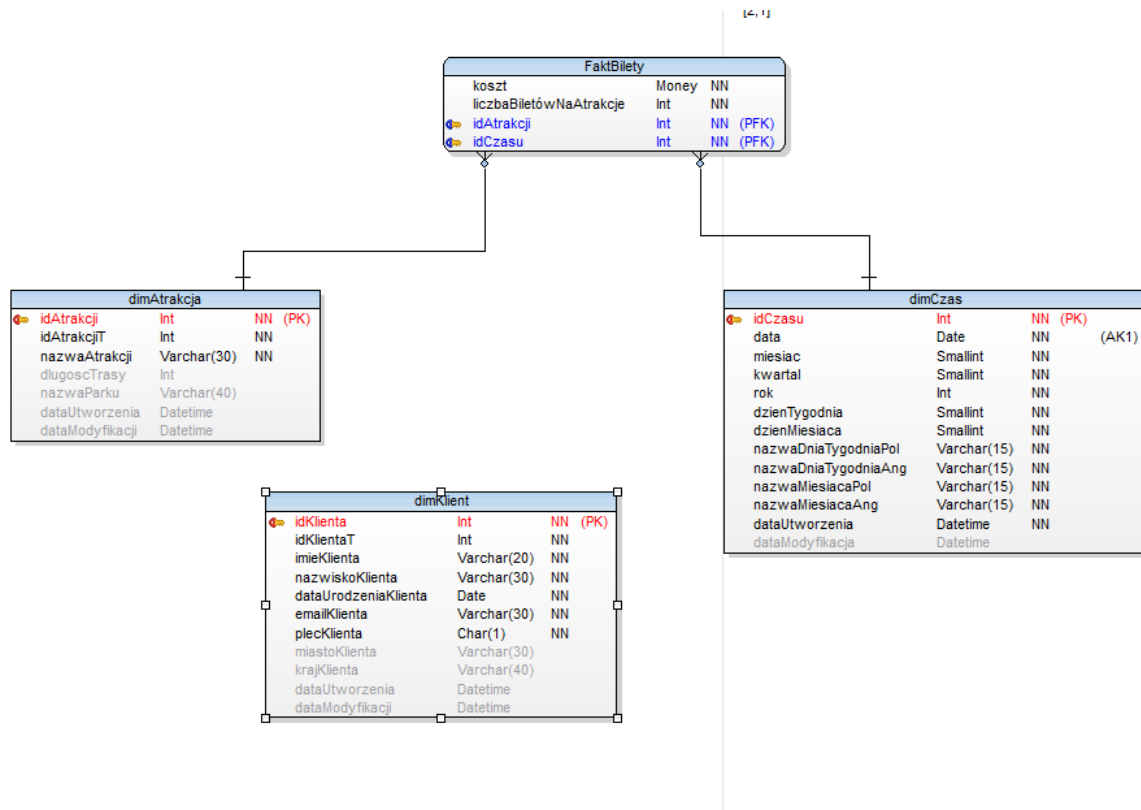 [2,1]
FaktBilety
koszt Money NN
liczbaBiletówNaAtrakcje Int NN
idAtrakcji Int NN (PFK)
idCzasu Int NN (PFK)
dimAtrakcja
idAtrakcji Int NN (PK)
idAtrakcjiT Int NN
nazwaAtrakcji Varchar(30) NN
dlugoscTrasy Int
nazwaParku Varchar(40)
dataUtworzenia Datetime
dataModyfikacji Datetime
dimCzas
idCzasu Int NN (PK)
data Date NN (AK1)
miesiac Smallint NN
kwartal Smallint NN
rok Int NN
dzienTygodnia Smallint NN
dzienMiesiaca Smallint NN
nazwaDniaTygodniaPol Varchar(15) NN
nazwaDniaTygodniaAng Varchar(15) NN
nazwaMiesiacaPol Varchar(15) NN
nazwaMiesiacaAng Varchar(15) NN
dataUtworzenia Datetime NN
dataModyfikacja Datetime
dimKlient
idKlienta Int NN (PK)
idKlientaT Int NN
imieKlienta Varchar(20) NN
nazwiskoKlienta Varchar(30) NN
dataUrodzeniaKlienta Date NN
emailKlienta Varchar(30) NN
plecKlienta Char(1) NN
miastoKlienta Varchar(30)
krajKlienta Varchar(40)
dataUtworzenia Datetime
dataModyfikacji Datetime